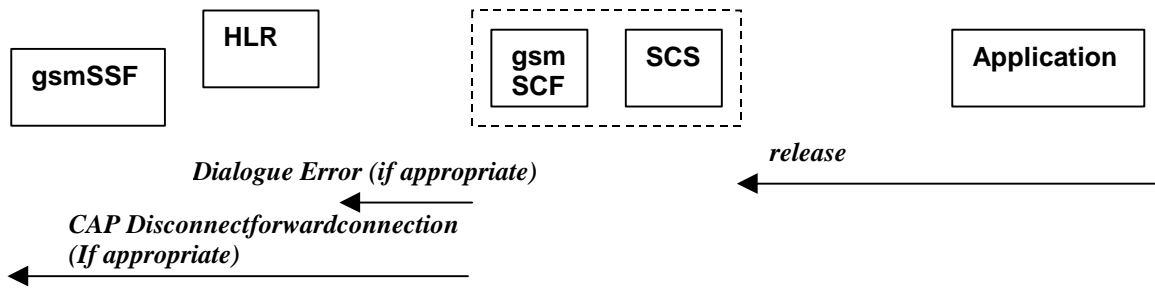 HLR
gsmSSF
gsm
SCF
SCS
Application
release
Dialogue Error (if appropriate)
CAP Disconnectforwardconnection
(If appropriate)